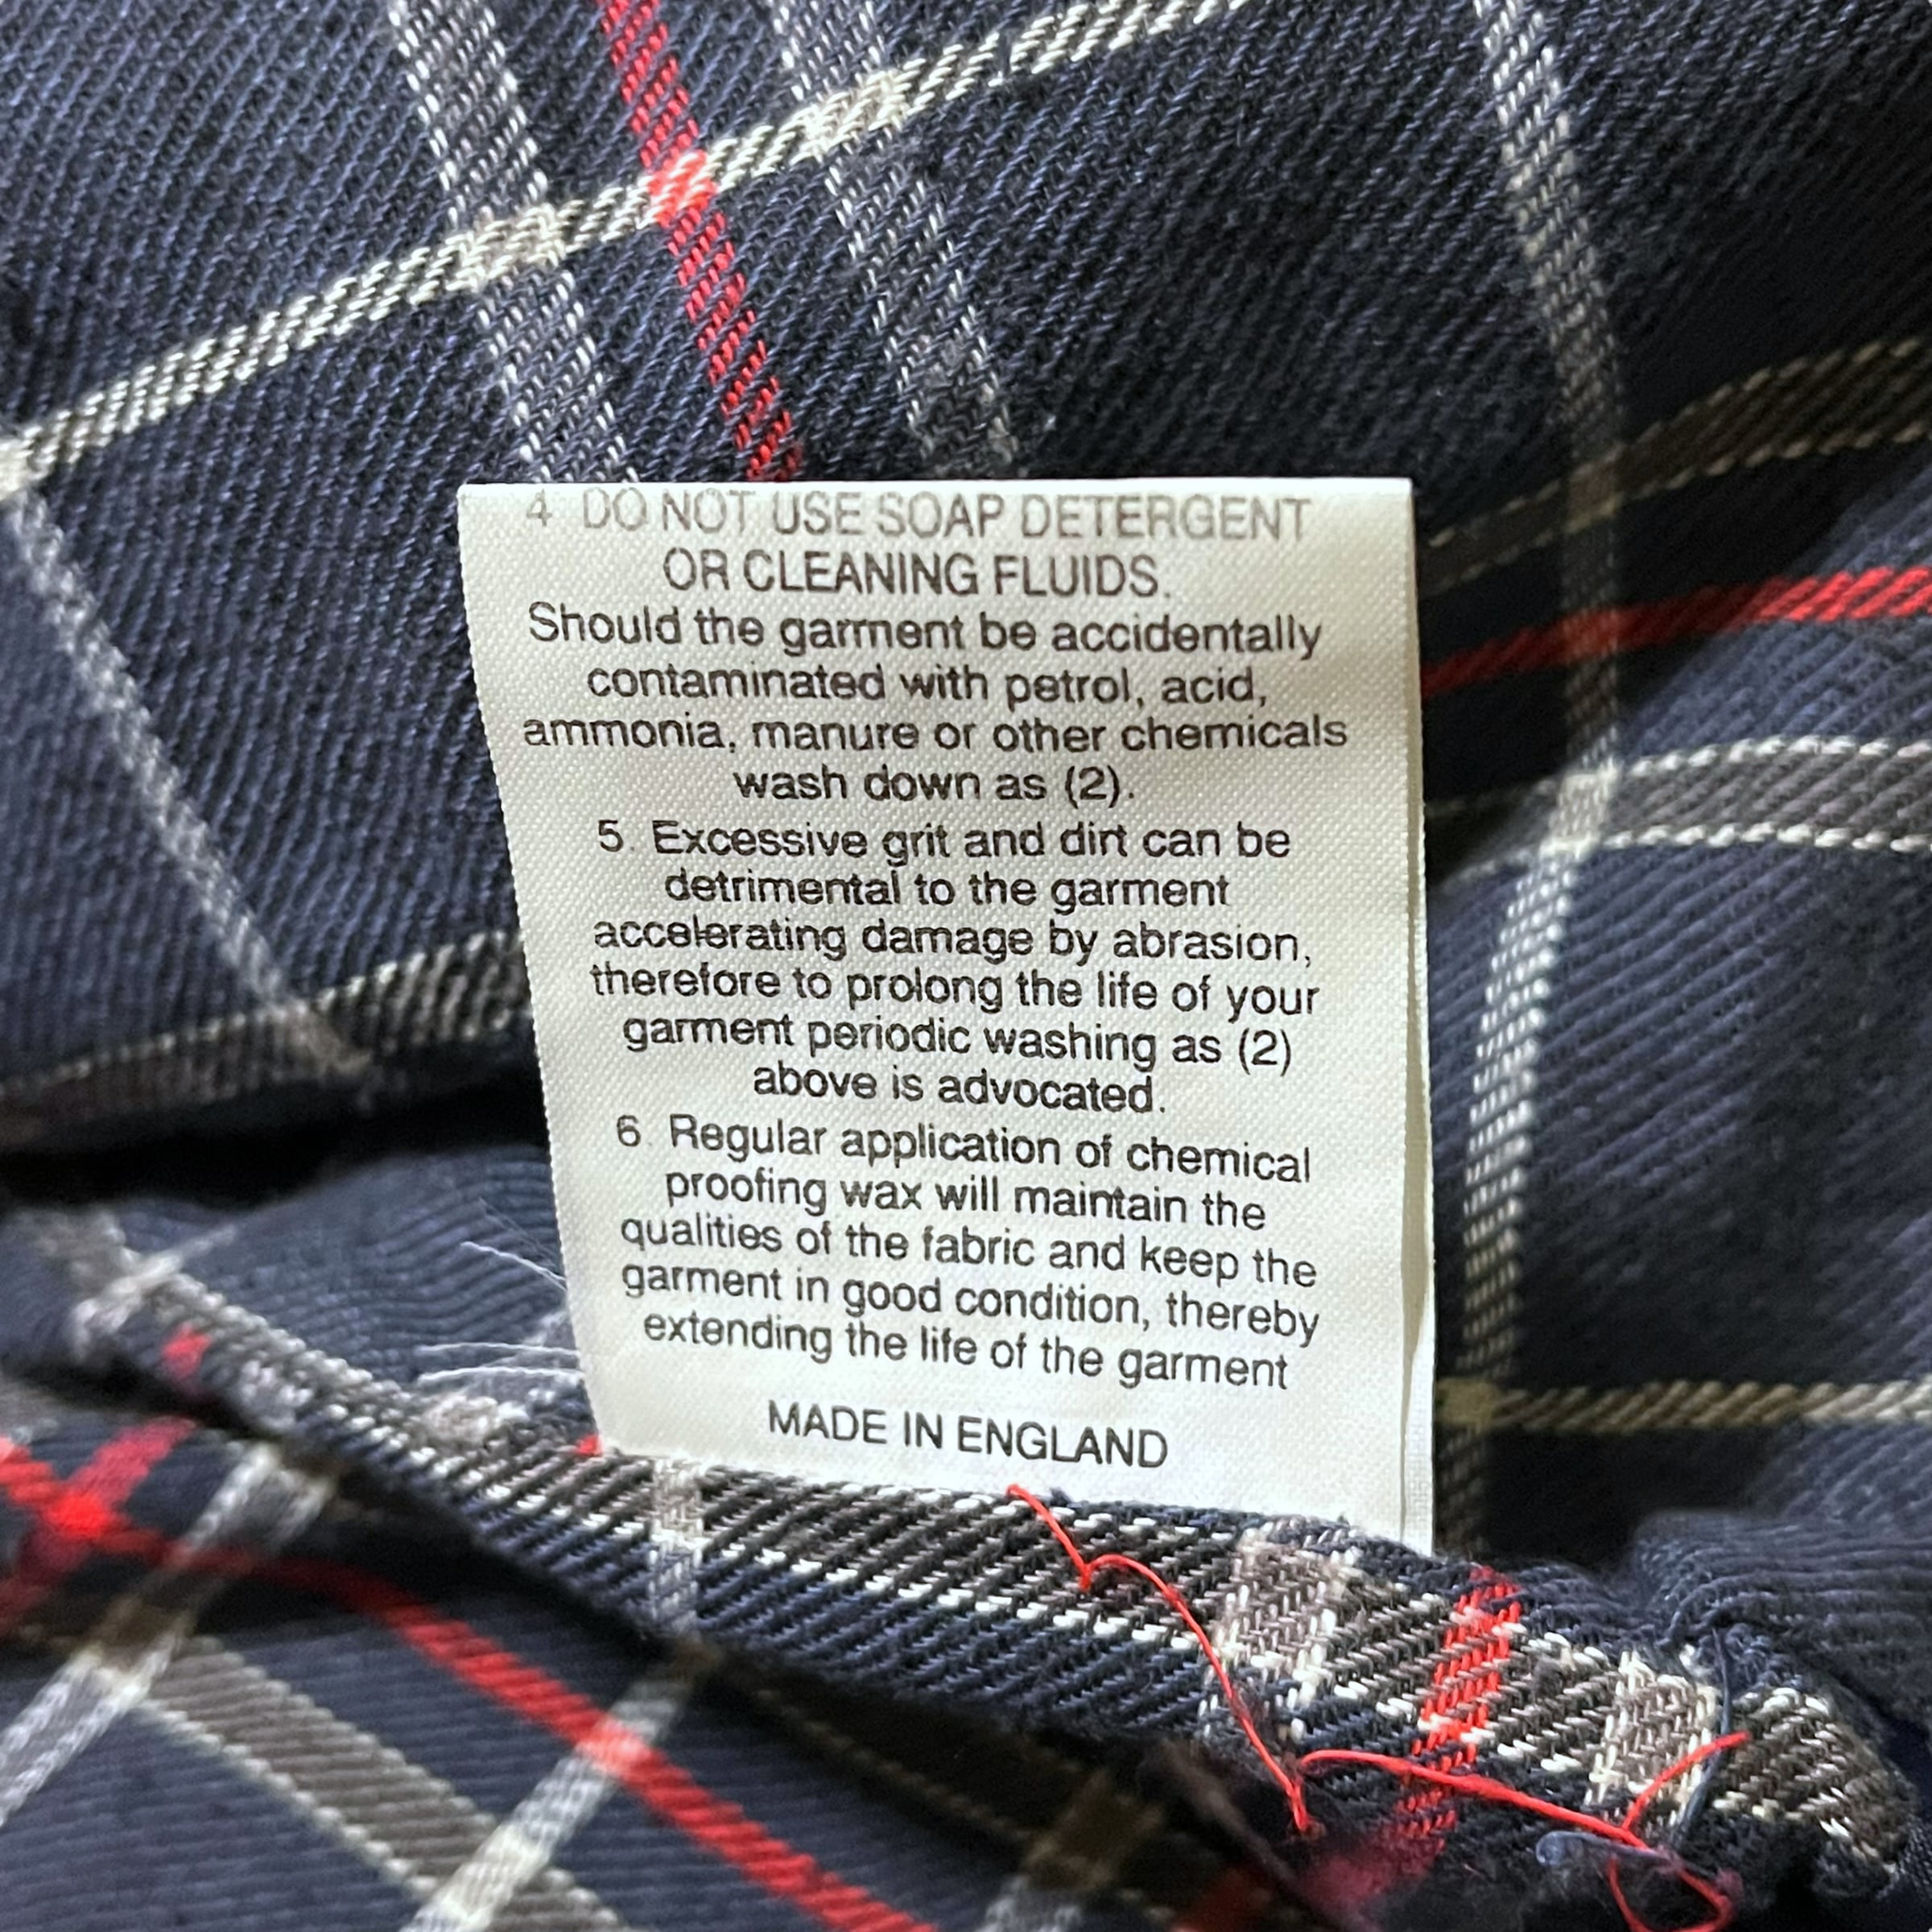 4 DO NOT USE SOAP DETERGENT
OR CLEANING FLUIDS.
Should the garment be accidentally
contaminated with petrol, acid,
ammonia, manure or other chemicals
wash down as (2).
5. Excessive grit and dirt can be
detrimental to the garment
accelerating damage by abrasion,
therefore to prolong the life of your
garment periodic washing as (2)
above is advocated.
6. Regular application of chemical
proofing wax will maintain the
qualities of the fabric and keep the
garment in good condition, thereby
extending the life of the garment
MADE IN ENGLAND